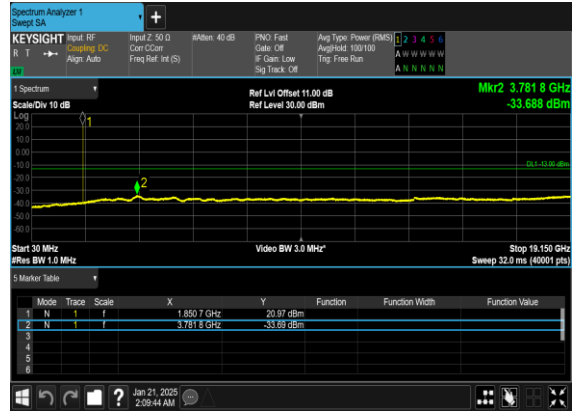 Spectrum Analyzer 1
Swept SA
+
KEYSIGHT Input: RF Input Z: 50 Ω #Atten: 40 dB PNO: Fast Avg Type: Power (RMS) 1 2 3 4 5 6
R T Coupling: DC Corr CCorr Gate: Off Avg|Hold: 100/100 A W W W W W
Align: Auto Freq Ref: Int (S) IF Gain: Low Trig: Free Run
Sig Track: Off A N N N N N
1 Spectrum
Ref Lvl Offset 11.00 dB Mkr2 3.781 8 GHz
Scale/Div 10 dB Ref Level 30.00 dBm -33.688 dBm
Log
1
20.0
10.0
0.00
-10.0 DL1 -13.00 dBm
-20.0
2
-30.0
-40.0
-50.0
-60.0
Start 30 MHz Video BW 3.0 MHz* Stop 19.150 GHz
#Res BW 1.0 MHz Sweep 32.0 ms (40001 pts)
5 Marker Table
Mode Trace Scale X Y Function Function Width Function Value
1 N 1 f 1.850 7 GHz 20.97 dBm
2 N 1 f 3.781 8 GHz -33.69 dBm
3
4
5
6
? Jan 21, 2025
2:09:44 AM